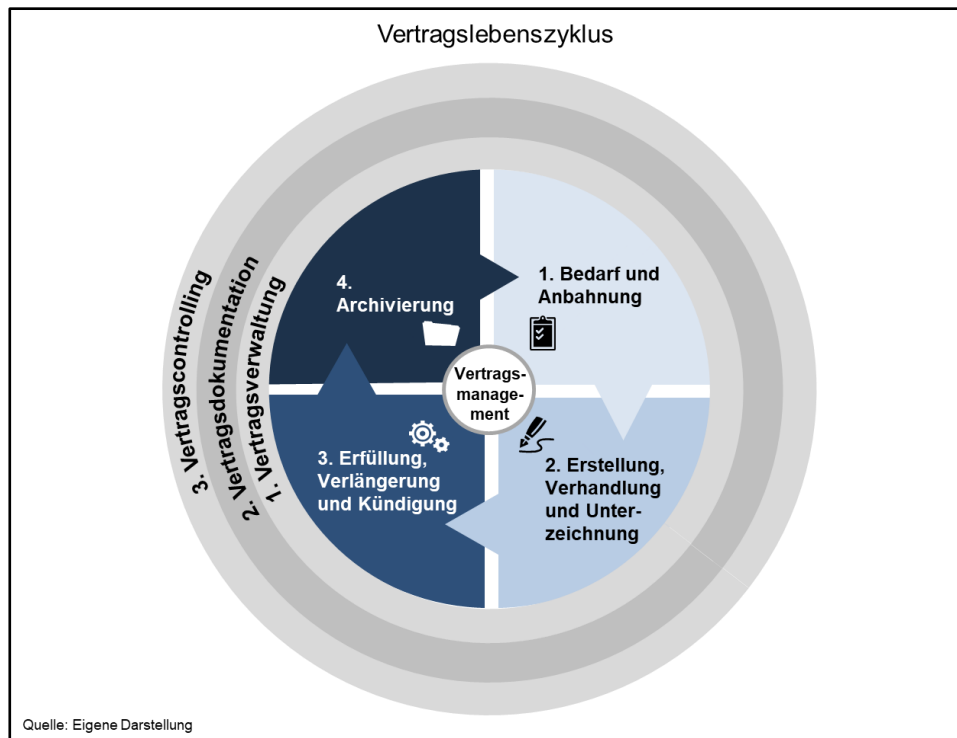 Vertragslebenszyklus
4.
Archivierung
1. Bedarf und
Anbahnung
Vertrags-
manage-
ment
3. Erfüllung,
Verlängerung
und Kündigung
2. Erstellung,
Verhandlung
und Unter-
zeichnung
3. Vertragscontrolling
2. Vertragsdokumentation
1. Vertragsverwaltung
Quelle: Eigene Darstellung